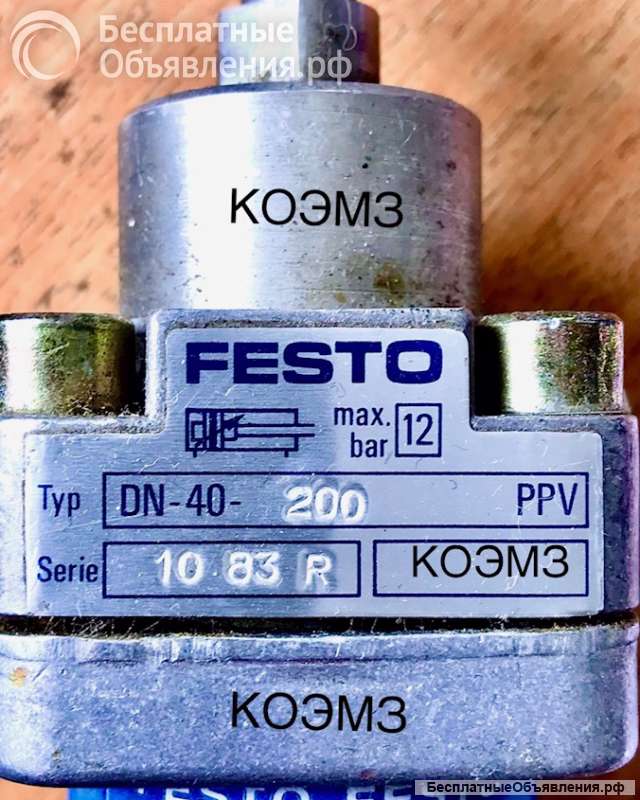 Бесплатные
Объявления.рф
КОЭМЗ
FESTO
max. bar 12
Typ DN-40- 200 PPV
Serie 10 83 R КОЭМЗ
КОЭМЗ
БесплатныеОбъявления.рф